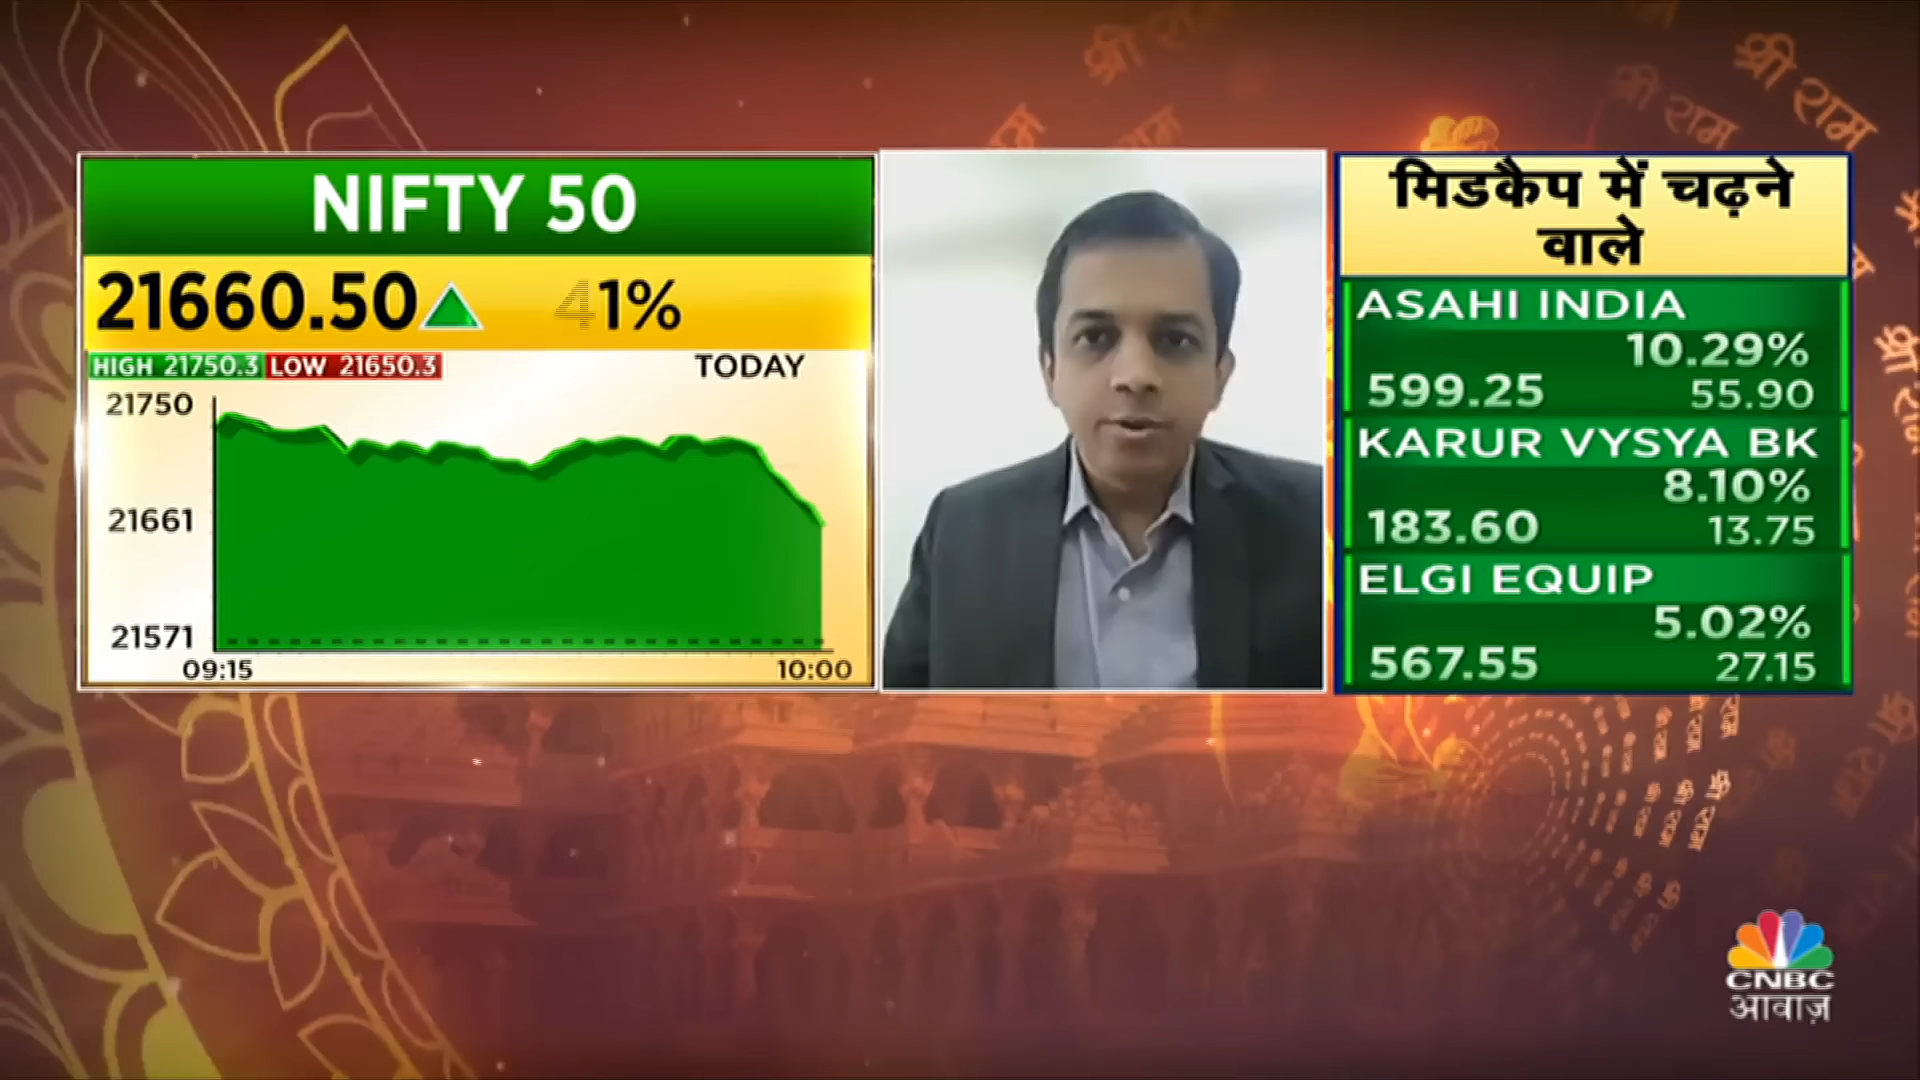 NIFTY 50
21660.50
41%
HIGH 21750.3 LOW 21650.3
TODAY
21750
21661
21571
09:15
10:00
मिडकैप में चढ़ने
वाले
ASAHI INDIA
10.29%
599.25 55.90
KARUR VYSYA BK
8.10%
183.60 13.75
ELGI EQUIP
5.02%
567.55 27.15
श्री राम
श्री राम
श्री राम
CNBC
आवाज़